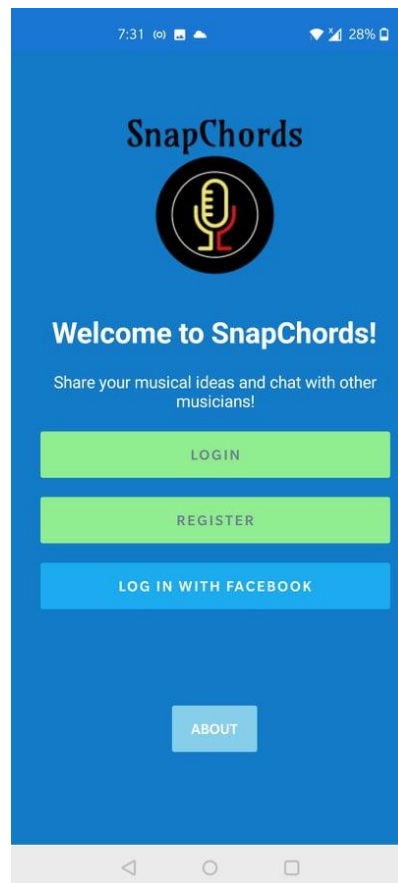 7:31 28%
SnapChords
Welcome to SnapChords!
Share your musical ideas and chat with other
musicians!
LOGIN
REGISTER
LOG IN WITH FACEBOOK
ABOUT